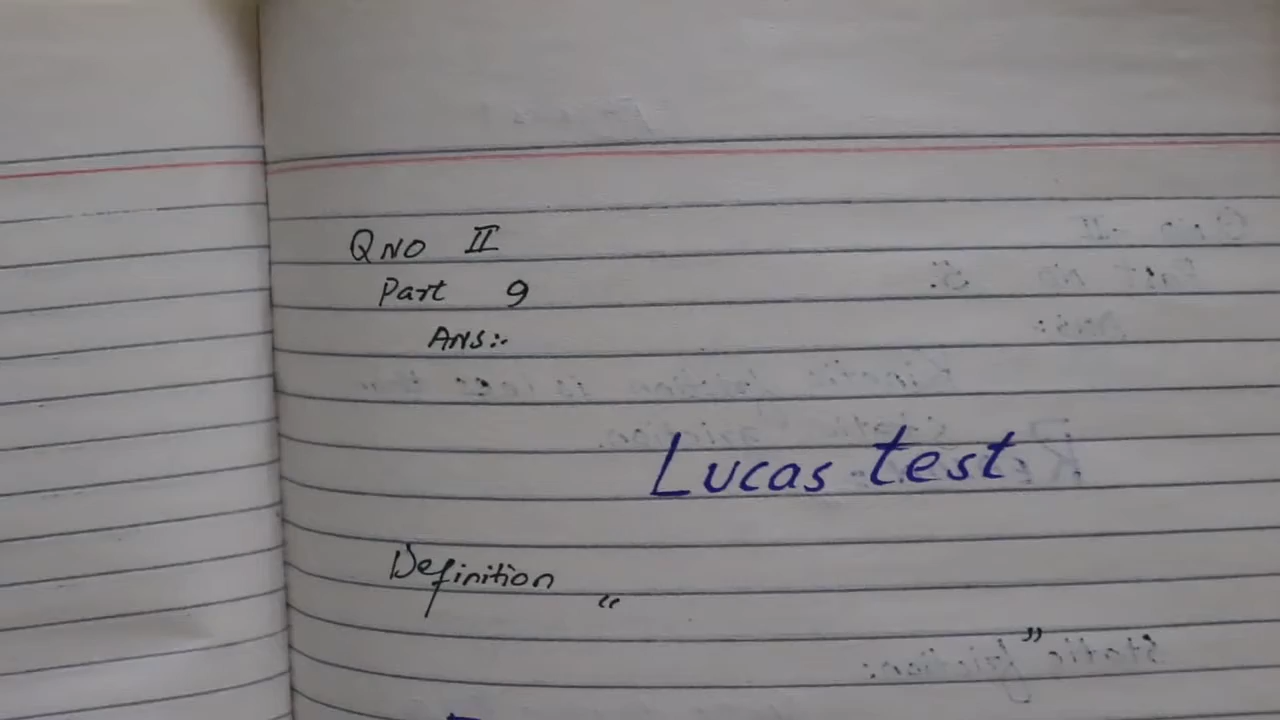 QNO II
Part 9
ANS:-
Lucas test:
Definition
“
”